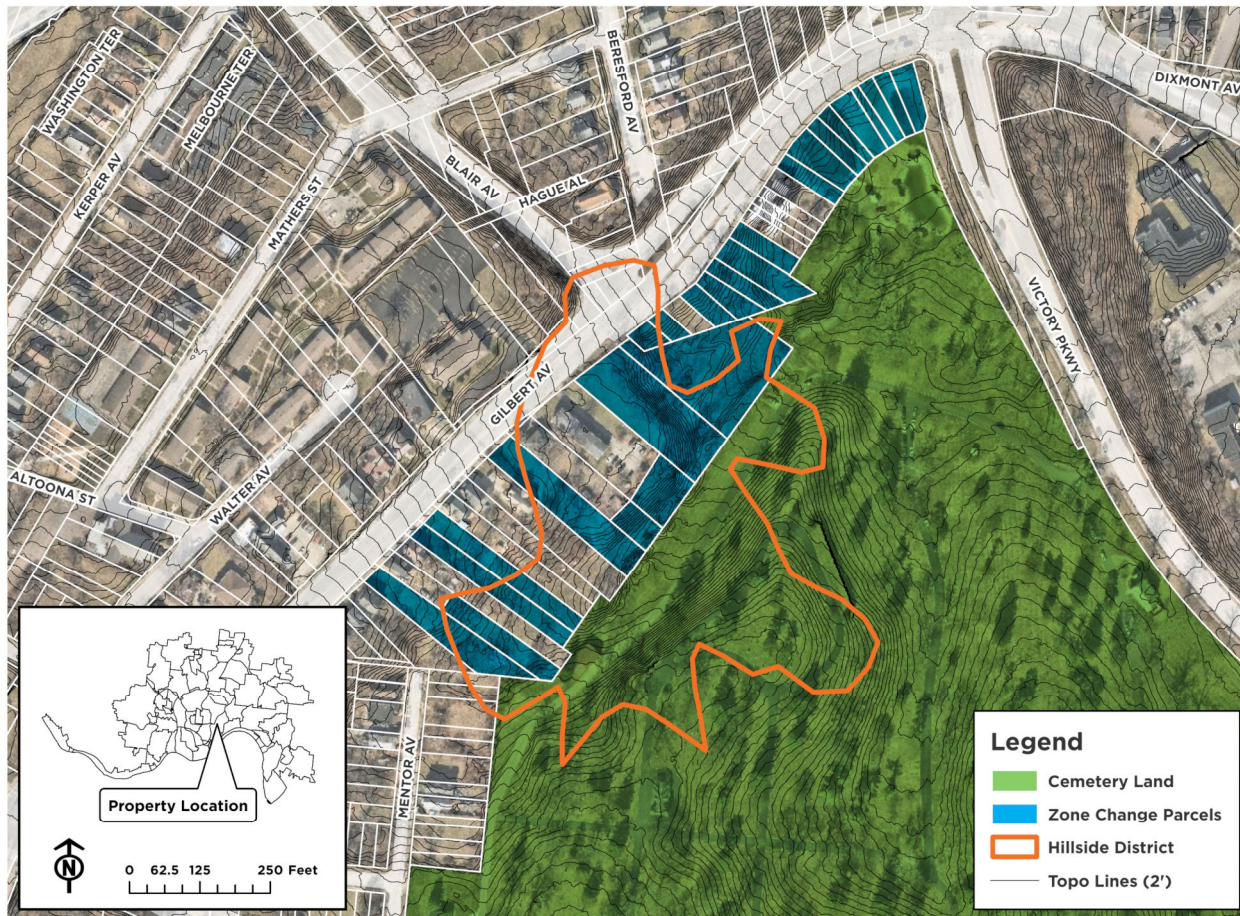 WASHINGTON TER
MELBOURNE TER
KERPER AV
MATHERS ST
BLAIR AV
HAGUE AL
BERESFORD AV
DIXMONT AV
VICTORY PKWY
GILBERT AV
WALTER AV
ALTOONA ST
MENTOR AV
Property Location
N
0 62.5 125 250 Feet
Legend
Cemetery Land
Zone Change Parcels
Hillside District
Topo Lines (2')